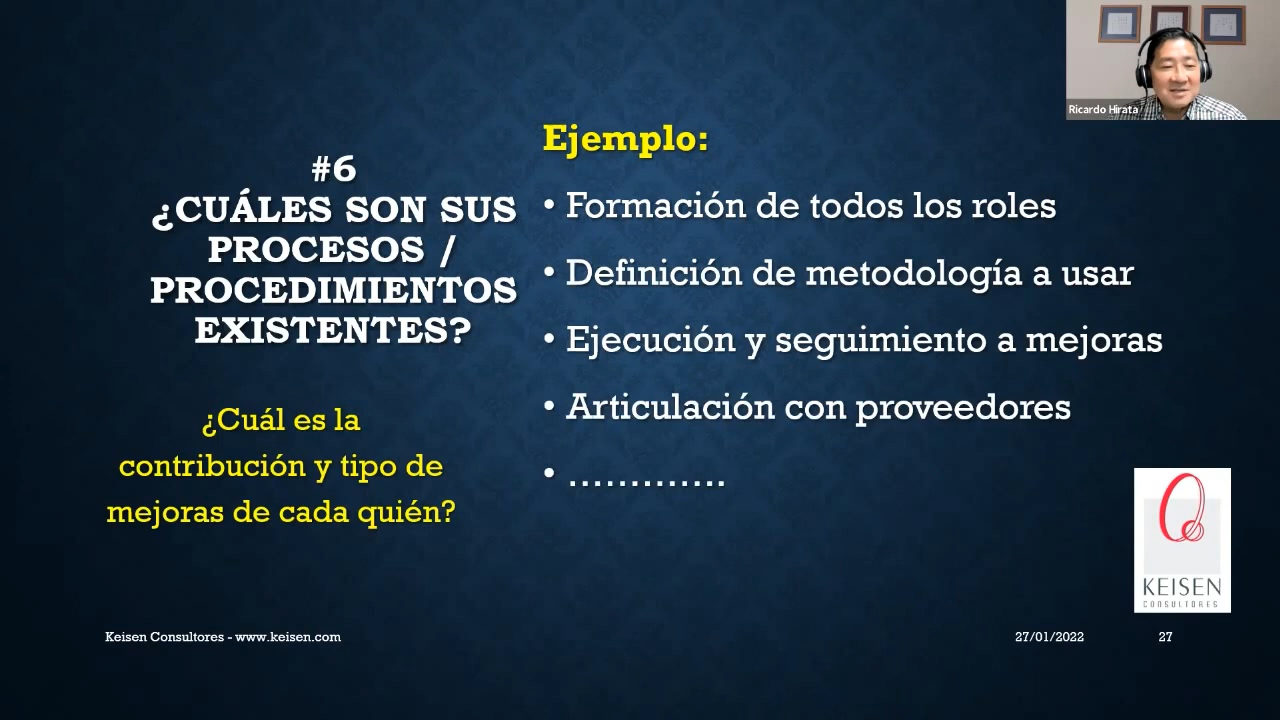 #6
¿CUÁLES SON SUS
PROCESOS /
PROCEDIMIENTOS
EXISTENTES?
¿Cuál es la
contribución y tipo de
mejoras de cada quién?
Ejemplo:
• Formación de todos los roles
• Definición de metodología a usar
• Ejecución y seguimiento a mejoras
• Articulación con proveedores
• .............
Ricardo Hirata
KEISEN
CONSULTORES
Keisen Consultores - www.keisen.com
27/01/2022
27